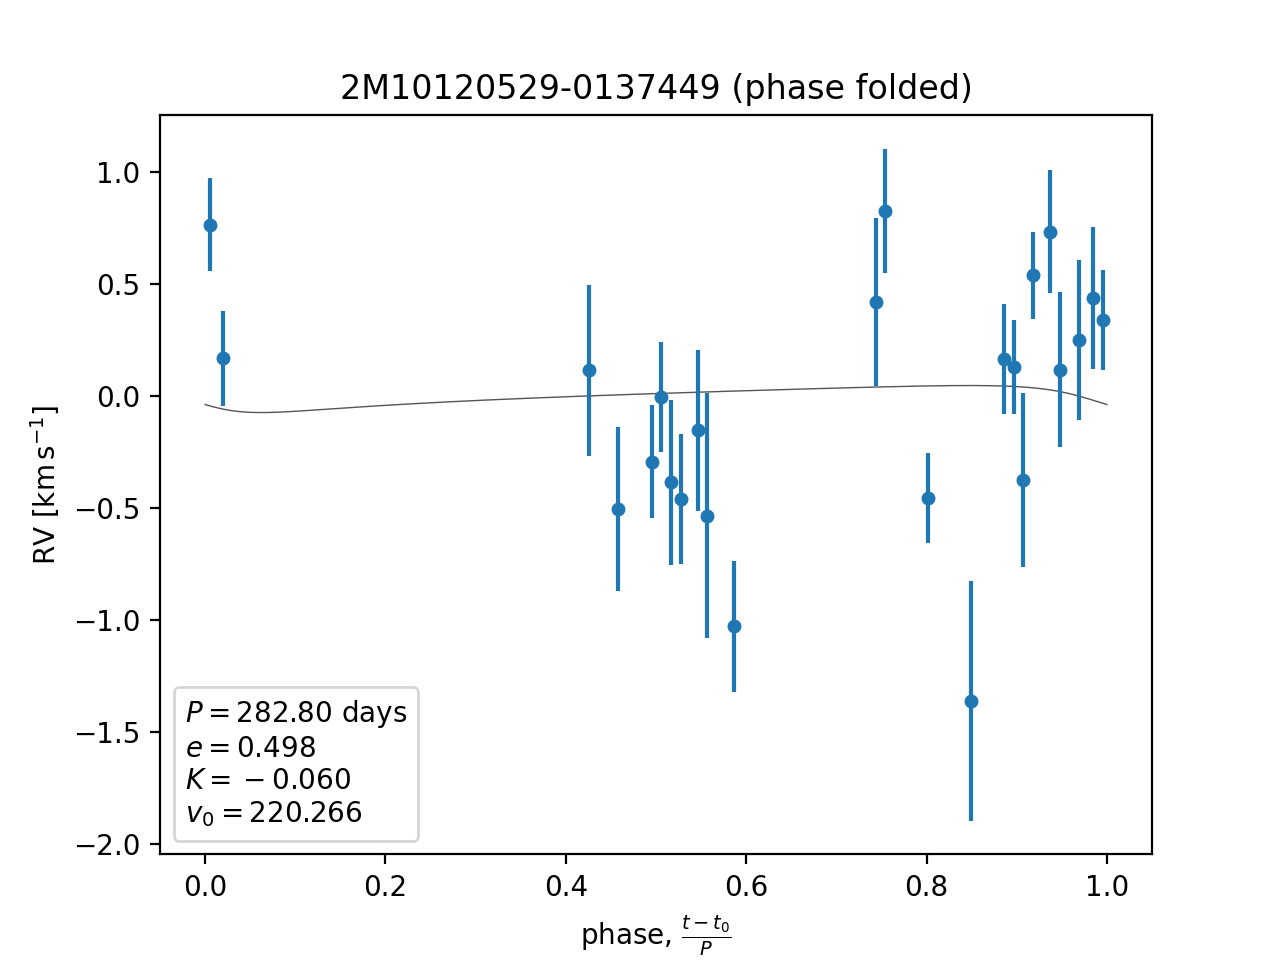 2M10120529-0137449 (phase folded)
RV [km s⁻¹]
1.0
0.5
0.0
−0.5
−1.0
−1.5
−2.0
P = 282.80 days
e = 0.498
K = −0.060
v₀ = 220.266
0.0 0.2 0.4 0.6 0.8 1.0
phase, (t − t₀)/P